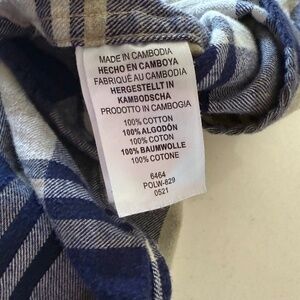 MADE IN CAMBODIA
HECHO EN CAMBOYA
FABRIQUÉ AU CAMBODIA
HERGESTELLT IN
KAMBODSCHA
PRODOTTO IN CAMBOGIA
100% COTTON
100% ALGODÓN
100% COTON
100% BAUMWOLLE
100% COTONE
6464
POLW-829
0521